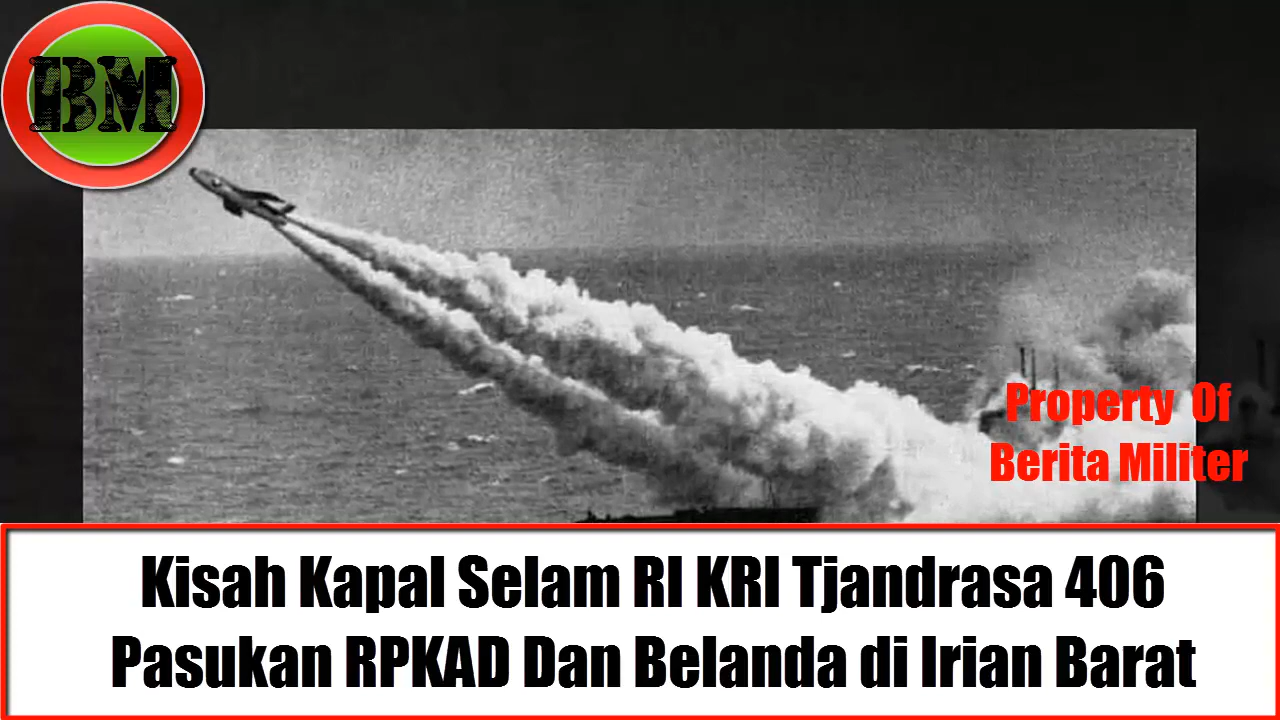 BM
Property Of
Berita Militer
Kisah Kapal Selam RI KRI Tjandrasa 406
Pasukan RPKAD Dan Belanda di Irian Barat